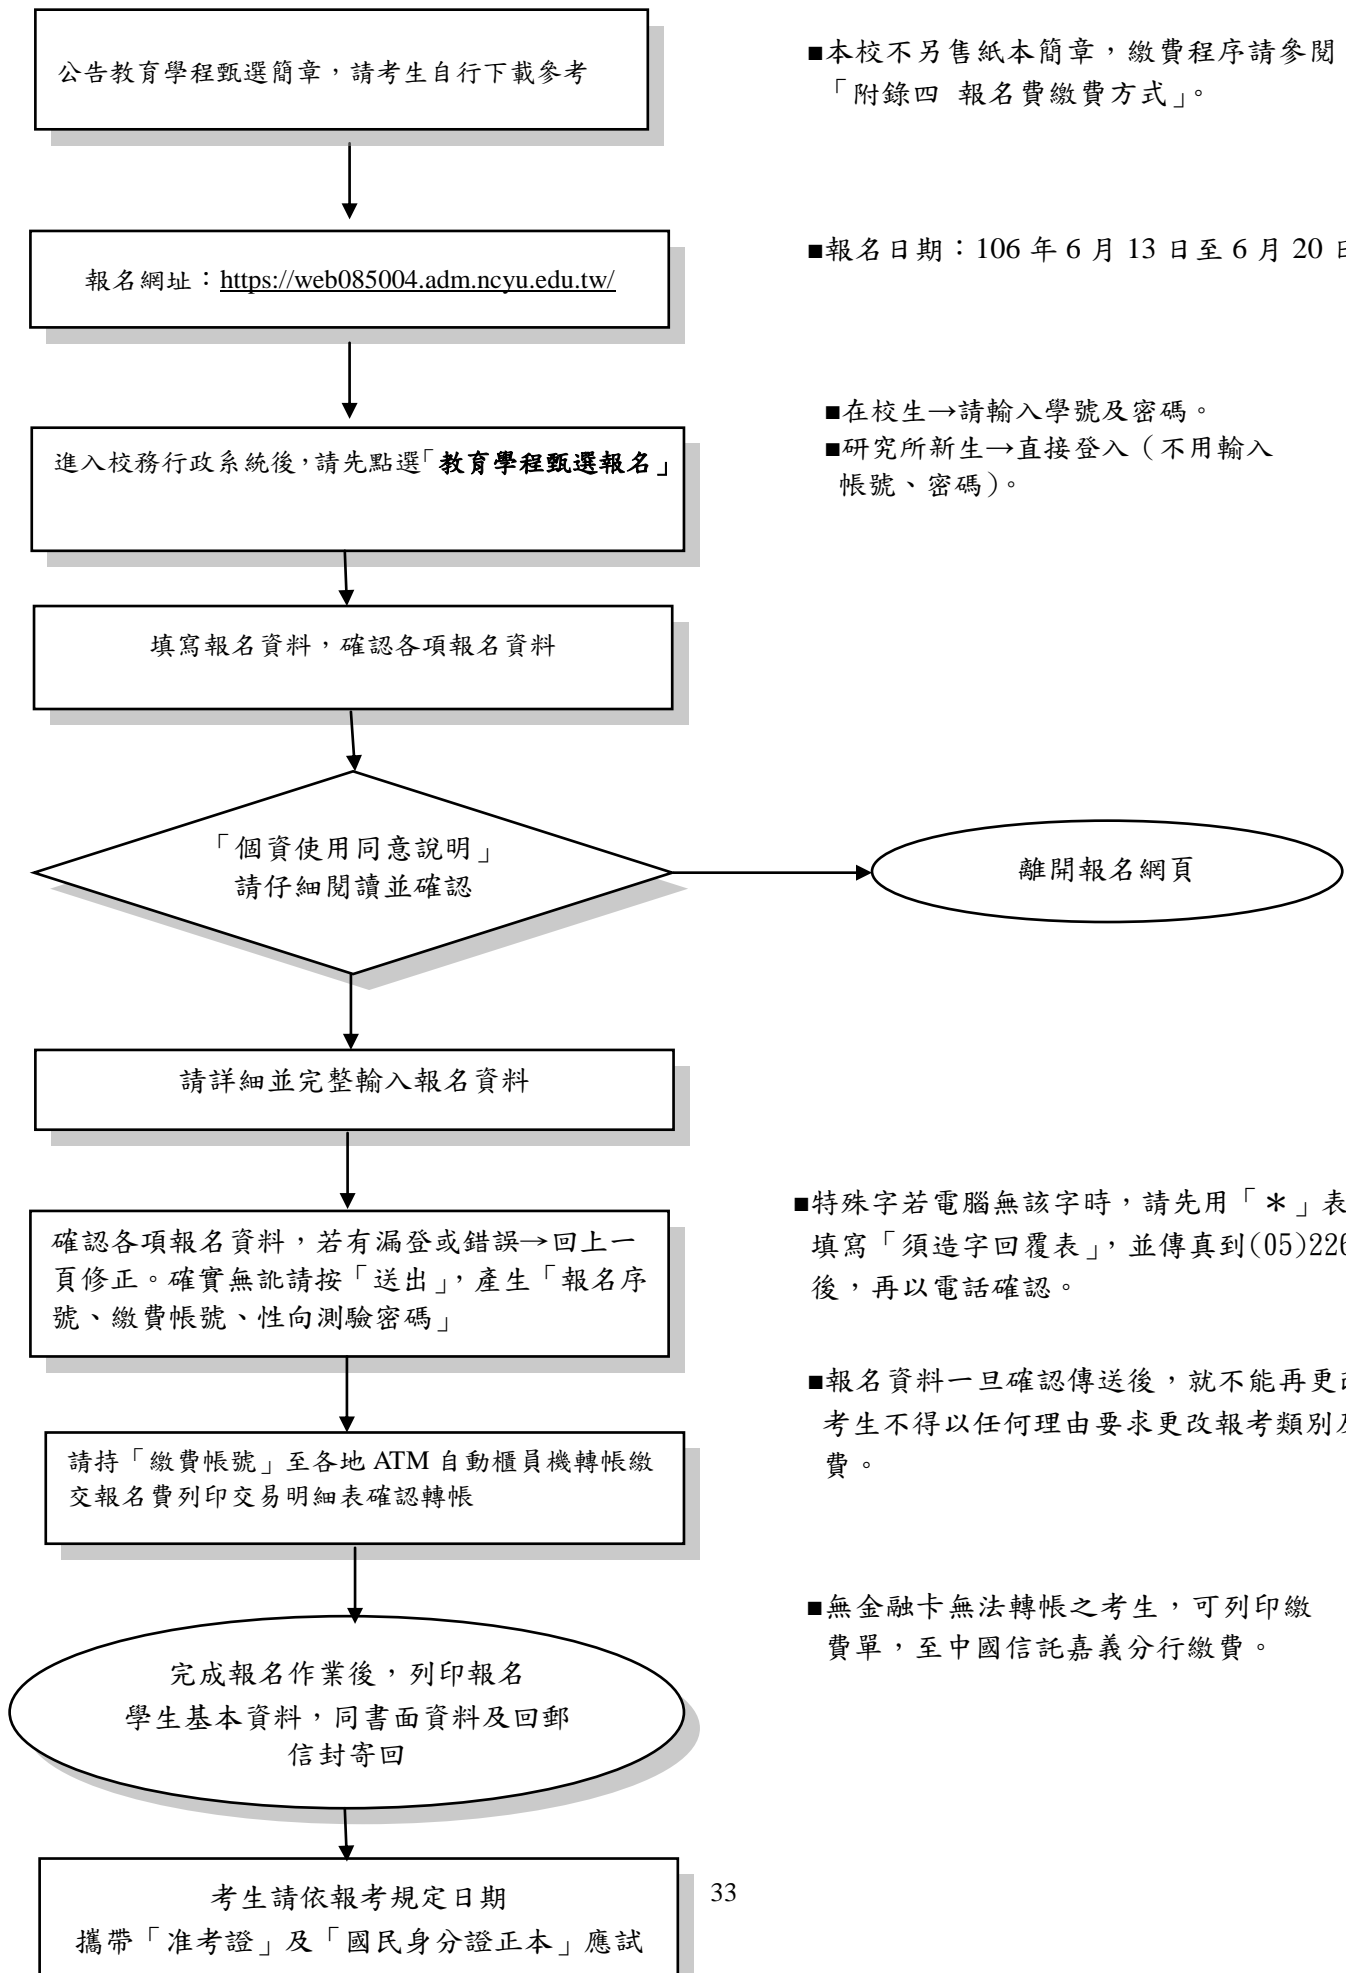 公告教育學程甄選簡章，請考生自行下載參考
■本校不另售紙本簡章，繳費程序請參閱
「附錄四 報名費繳費方式」。
報名網址：https://web085004.adm.ncyu.edu.tw/
■報名日期：106 年 6 月 13 日至 6 月 20 日
進入校務行政系統後，請先點選「教育學程甄選報名」
■在校生→請輸入學號及密碼。
■研究所新生→直接登入（不用輸入
帳號、密碼）。
填寫報名資料，確認各項報名資料
「個資使用同意說明」
請仔細閱讀並確認
離開報名網頁
請詳細並完整輸入報名資料
確認各項報名資料，若有漏登或錯誤→回上一
頁修正。確實無訛請按「送出」，產生「報名序
號、繳費帳號、性向測驗密碼」
■特殊字若電腦無該字時，請先用「＊」表
填寫「須造字回覆表」，並傳真到(05)226
後，再以電話確認。
■報名資料一旦確認傳送後，就不能再更改
考生不得以任何理由要求更改報考類別及
費。
請持「繳費帳號」至各地 ATM 自動櫃員機轉帳繳
交報名費列印交易明細表確認轉帳
■無金融卡無法轉帳之考生，可列印繳
費單，至中國信託嘉義分行繳費。
完成報名作業後，列印報名
學生基本資料，同書面資料及回郵
信封寄回
考生請依報考規定日期
攜帶「准考證」及「國民身分證正本」應試
33